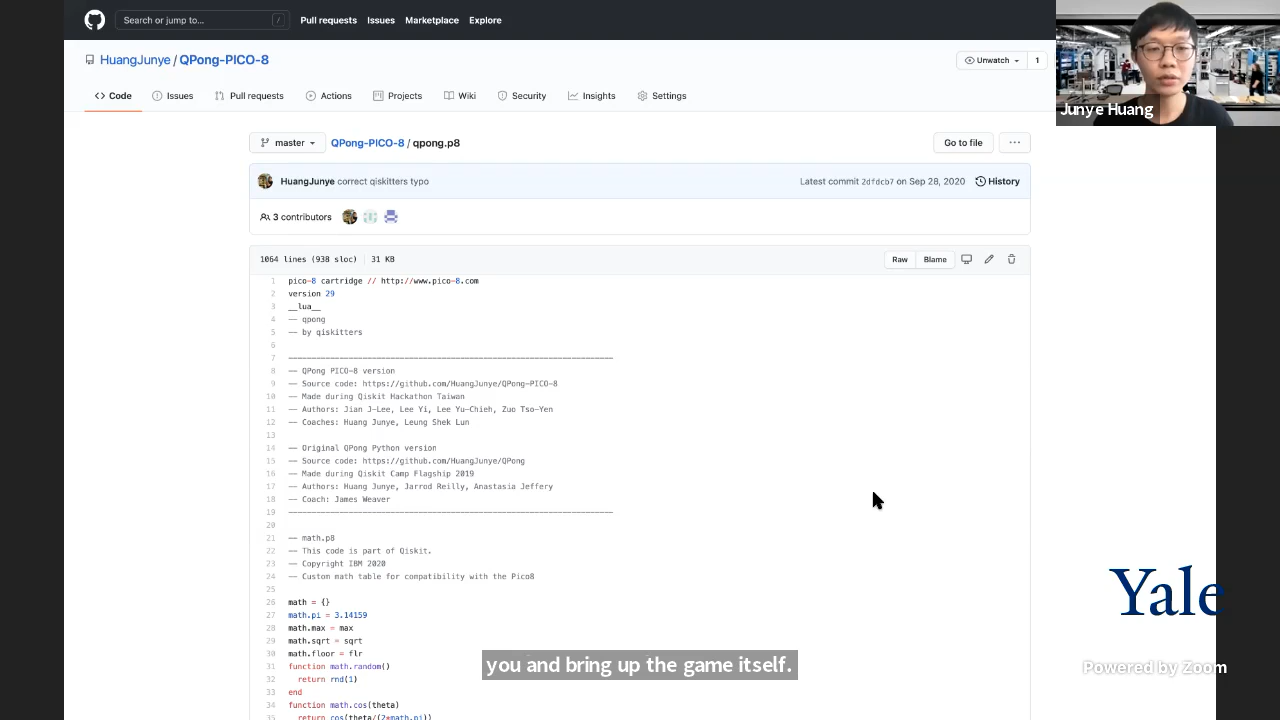 Search or jump to... /
Pull requests Issues Marketplace Explore
HuangJunye / QPong-PICO-8
Unwatch 1
Code Issues Pull requests Actions Projects Wiki Security Insights Settings
Junye Huang
master QPong-PICO-8 / qpong.p8 Go to file ...
HuangJunye correct qiskitters typo Latest commit 2dfdcb7 on Sep 28, 2020 History
3 contributors
1064 lines (938 sloc) 31 KB Raw Blame
1 pico-8 cartridge // http://www.pico-8.com
2 version 29
3 __lua__
4 -- qpong
5 -- by qiskitters
6
7 ------------------------------------------------------------------------
8 -- QPong PICO-8 version
9 -- Source code: https://github.com/HuangJunye/QPong-PICO-8
10 -- Made during Qiskit Hackathon Taiwan
11 -- Authors: Jian J-Lee, Lee Yi, Lee Yu-Chieh, Zuo Tso-Yen
12 -- Coaches: Huang Junye, Leung Shek Lun
13
14 -- Original QPong Python version
15 -- Source code: https://github.com/HuangJunye/QPong
16 -- Made during Qiskit Camp Flagship 2019
17 -- Authors: Huang Junye, Jarrod Reilly, Anastasia Jeffery
18 -- Coach: James Weaver
19 ------------------------------------------------------------------------
20
21 -- math.p8
22 -- This code is part of Qiskit.
23 -- Copyright IBM 2020
24 -- Custom math table for compatibility with the Pico8
25
26 math = {}
27 math.pi = 3.14159
28 math.max = max
29 math.sqrt = sqrt
30 math.floor = flr
31 function math.random()
32 return rnd(1)
33 end
34 function math.cos(theta)
35 return cos(theta/(2*math.pi))
you and bring up the game itself.
Yale
Powered by Zoom